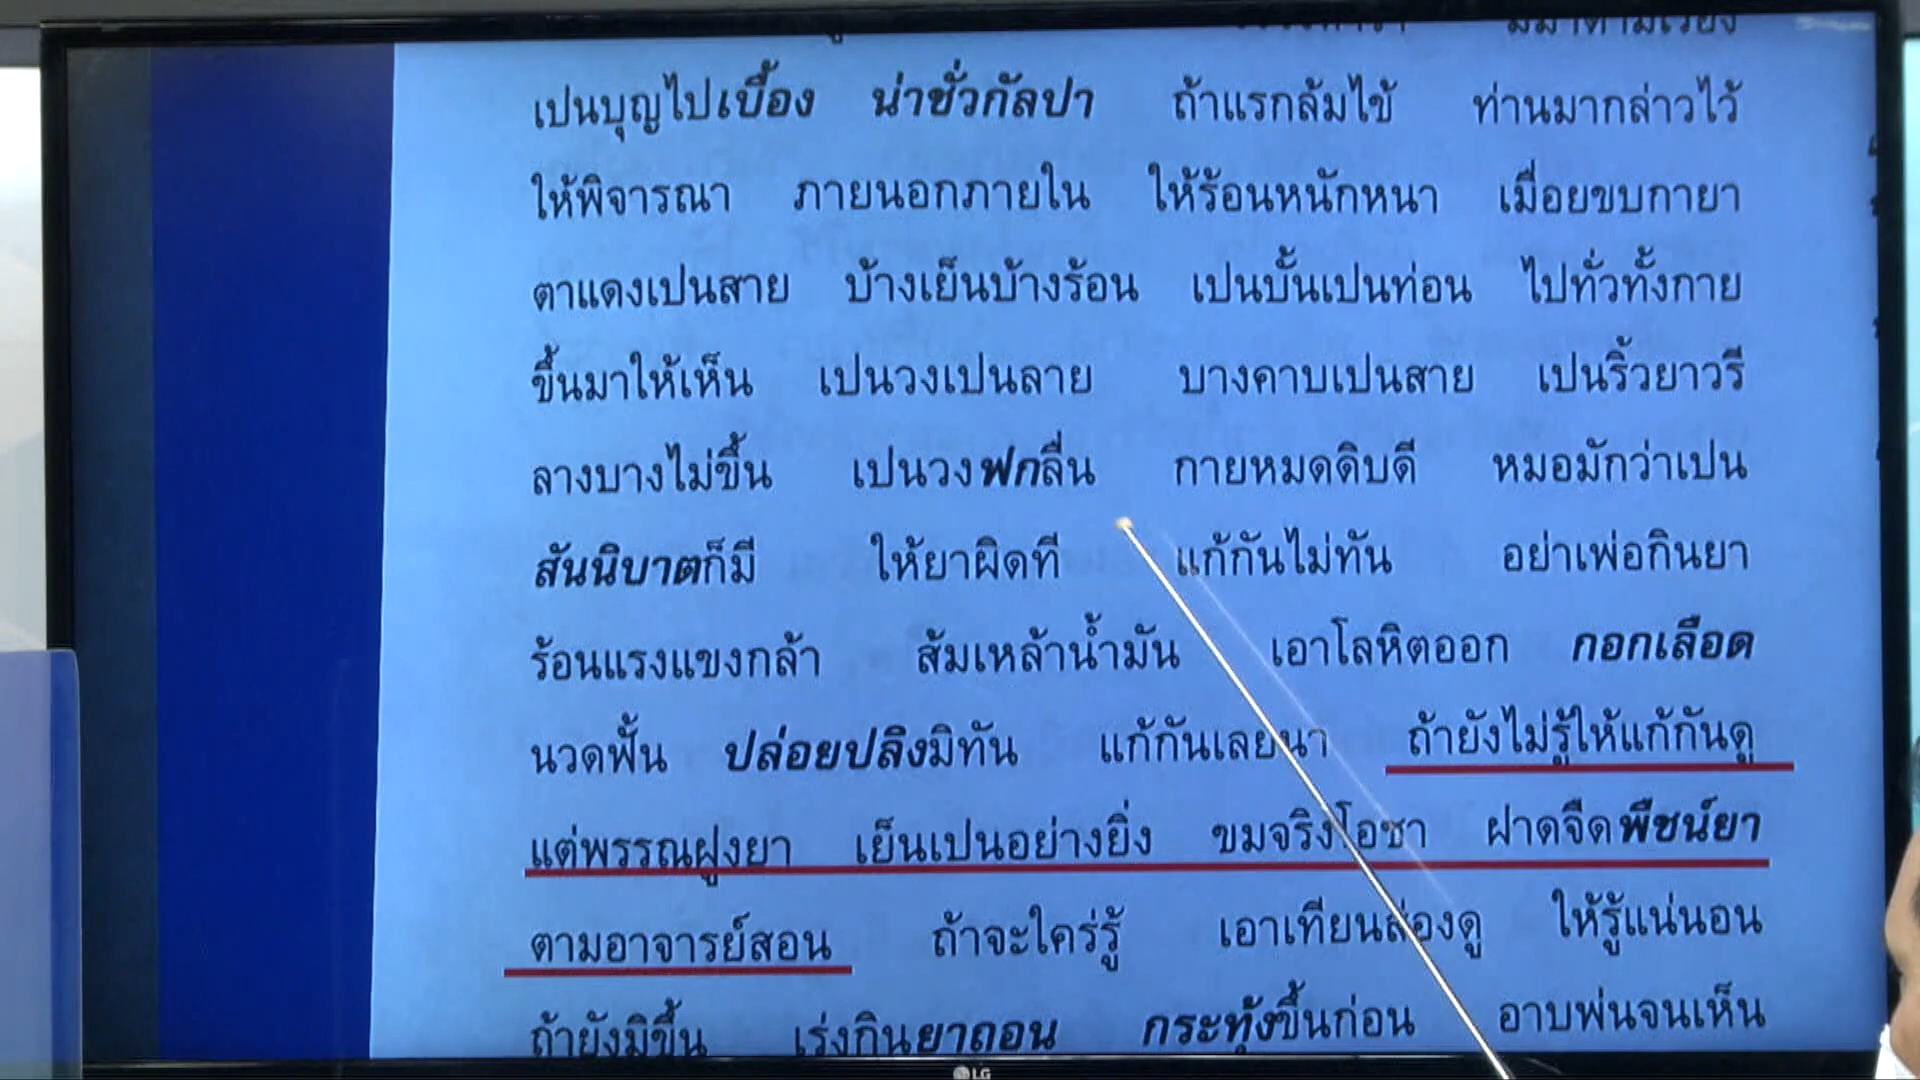 มีมาตามเรื่อง
เปนบุญไปเบื้อง น่าชั่วกัลปา ถ้าแรกล้มไข้ ท่านมากล่าวไว้
ให้พิจารณา ภายนอกภายใน ให้ร้อนหนักหนา เมื่อยขบกายา
ตาแดงเปนสาย บ้างเย็นบ้างร้อน เปนบั้นเปนท่อน ไปทั่วทั้งกาย
ขึ้นมาให้เห็น เปนวงเปนลาย บางคาบเปนสาย เปนริ้วยาวรี
ลางบางไม่ขึ้น เปนวงฟกลื่น กายหมดดิบดี หมอมักว่าเปน
สันนิบาตก็มี ให้ยาผิดที แก้กันไม่ทัน อย่าเพ่อกินยา
ร้อนแรงแขงกล้า ส้มเหล้าน้ำมัน เอาโลหิตออก กอกเลือด
นวดฟั้น ปล่อยปลิงมิทัน แก้กันเลยนา ถ้ายังไม่รู้ให้แก้กันดู
แต่พรรณฝูงยา เย็นเปนอย่างยิ่ง ขมจริงโอชา ฝาดจืดพืชน์ยา
ตามอาจารย์สอน ถ้าจะใคร่รู้ เอาเทียนส่องดู ให้รู้แน่นอน
ถ้ายังมิขึ้น เร่งกินยาถอน กระทุ้งขึ้นก่อน อาบพ่นจนเห็น
LG